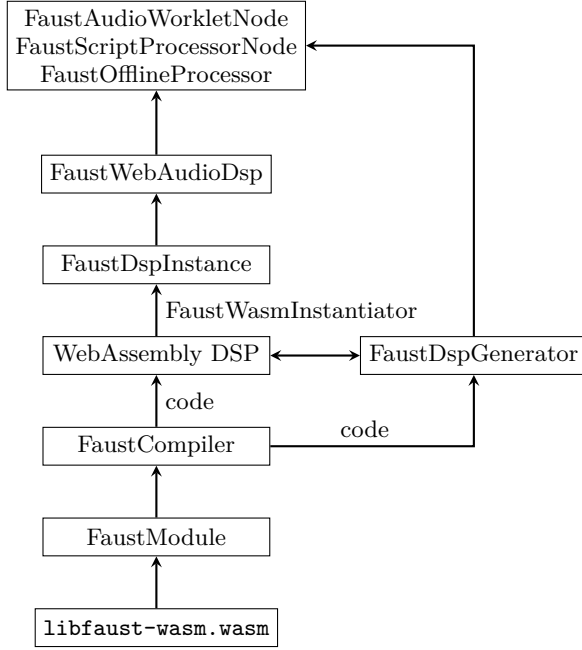 FaustAudioWorkletNode
FaustScriptProcessorNode
FaustOfflineProcessor
FaustWebAudioDsp
FaustDspInstance
FaustWasmInstantiator
WebAssembly DSP
FaustDspGenerator
code
FaustCompiler
code
FaustModule
libfaust-wasm.wasm